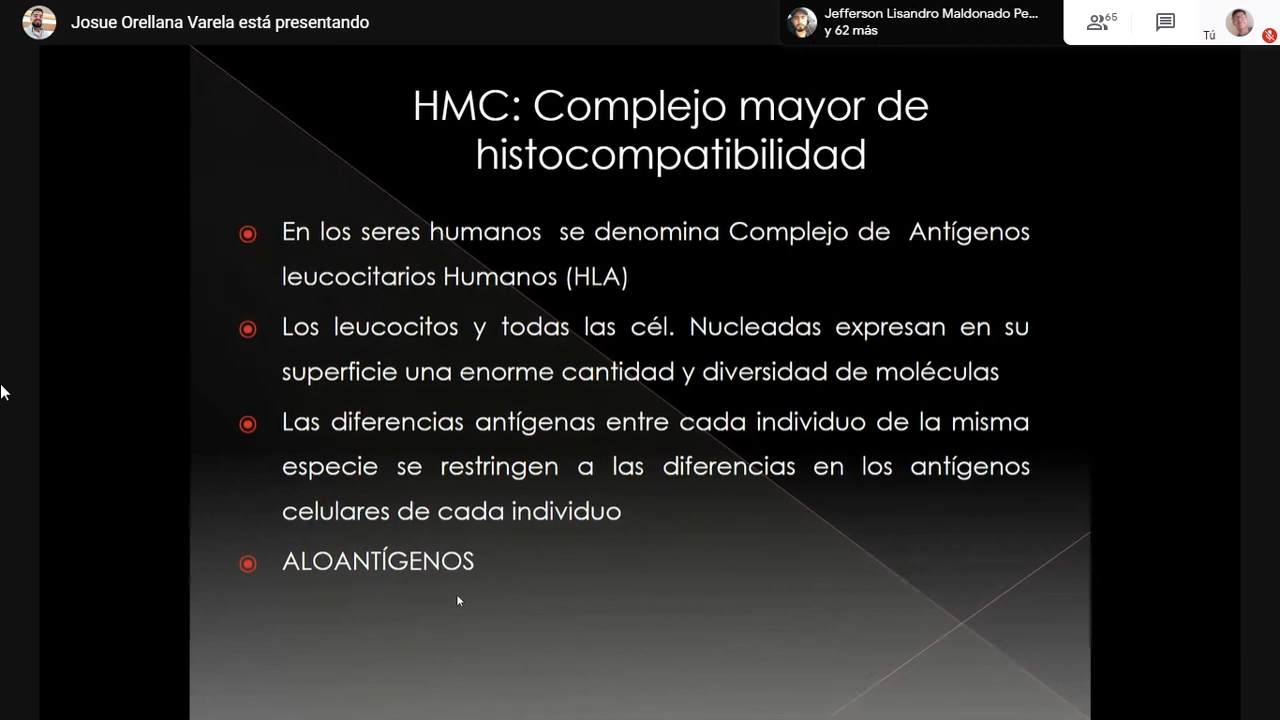 Josue Orellana Varela está presentando
Jefferson Lisandro Maldonado Pe...
y 62 más
65
Tú
HMC: Complejo mayor de
histocompatibilidad
En los seres humanos se denomina Complejo de Antígenos
leucocitarios Humanos (HLA)
Los leucocitos y todas las cél. Nucleadas expresan en su
superficie una enorme cantidad y diversidad de moléculas
Las diferencias antígenas entre cada individuo de la misma
especie se restringen a las diferencias en los antígenos
celulares de cada individuo
ALOANTÍGENOS